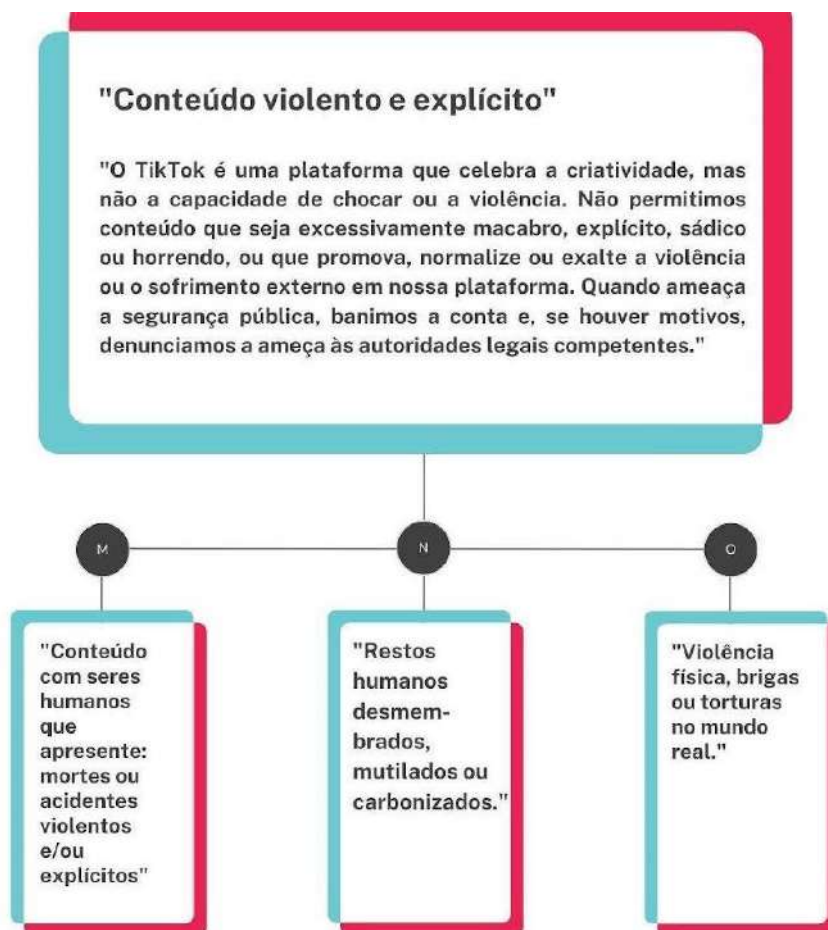 "Conteúdo violento e explícito"
"O TikTok é uma plataforma que celebra a criatividade, mas
não a capacidade de chocar ou a violência. Não permitimos
conteúdo que seja excessivamente macabro, explícito, sádico
ou horrendo, ou que promova, normalize ou exalte a violência
ou o sofrimento externo em nossa plataforma. Quando ameaça
a segurança pública, banimos a conta e, se houver motivos,
denunciamos a ameça às autoridades legais competentes."
M
N
O
"Conteúdo
com seres
humanos
que
apresente:
mortes ou
acidentes
violentos
e/ou
explícitos"
"Restos
humanos
desmem-
brados,
mutilados ou
carbonizados."
"Violência
física, brigas
ou torturas
no mundo
real."